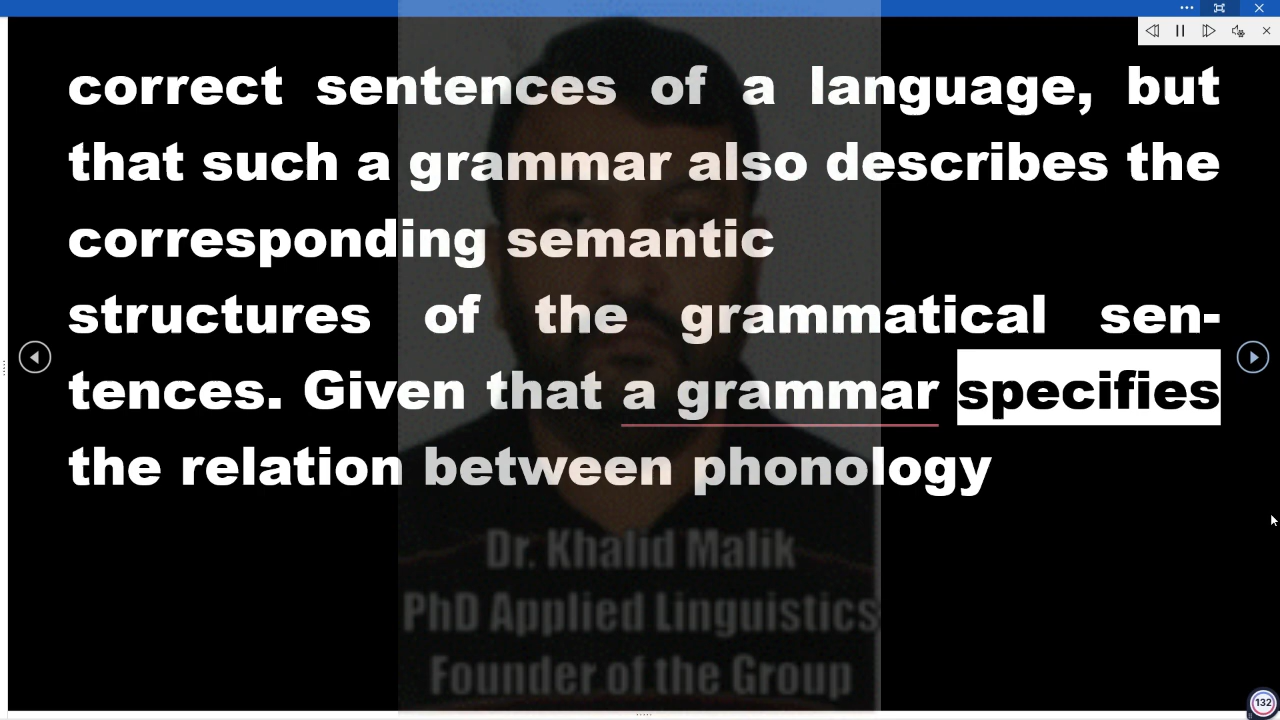 correct sentences of a language, but
that such a grammar also describes the
corresponding semantic
structures of the grammatical sen-
tences. Given that a grammar specifies
the relation between phonology
Dr. Khalid Malik
PhD Applied Linguistics
Founder of the Group
132